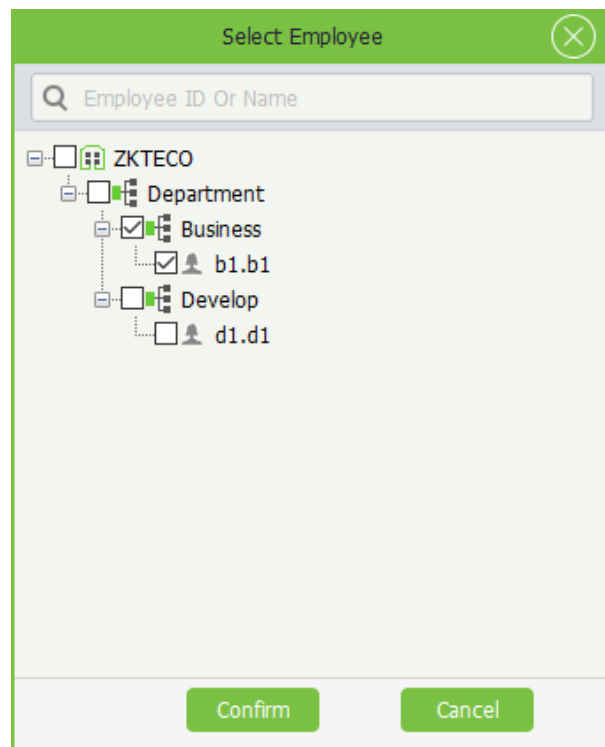 Select Employee
Employee ID Or Name
ZKTECO
Department
Business
b1.b1
Develop
d1.d1
Confirm Cancel